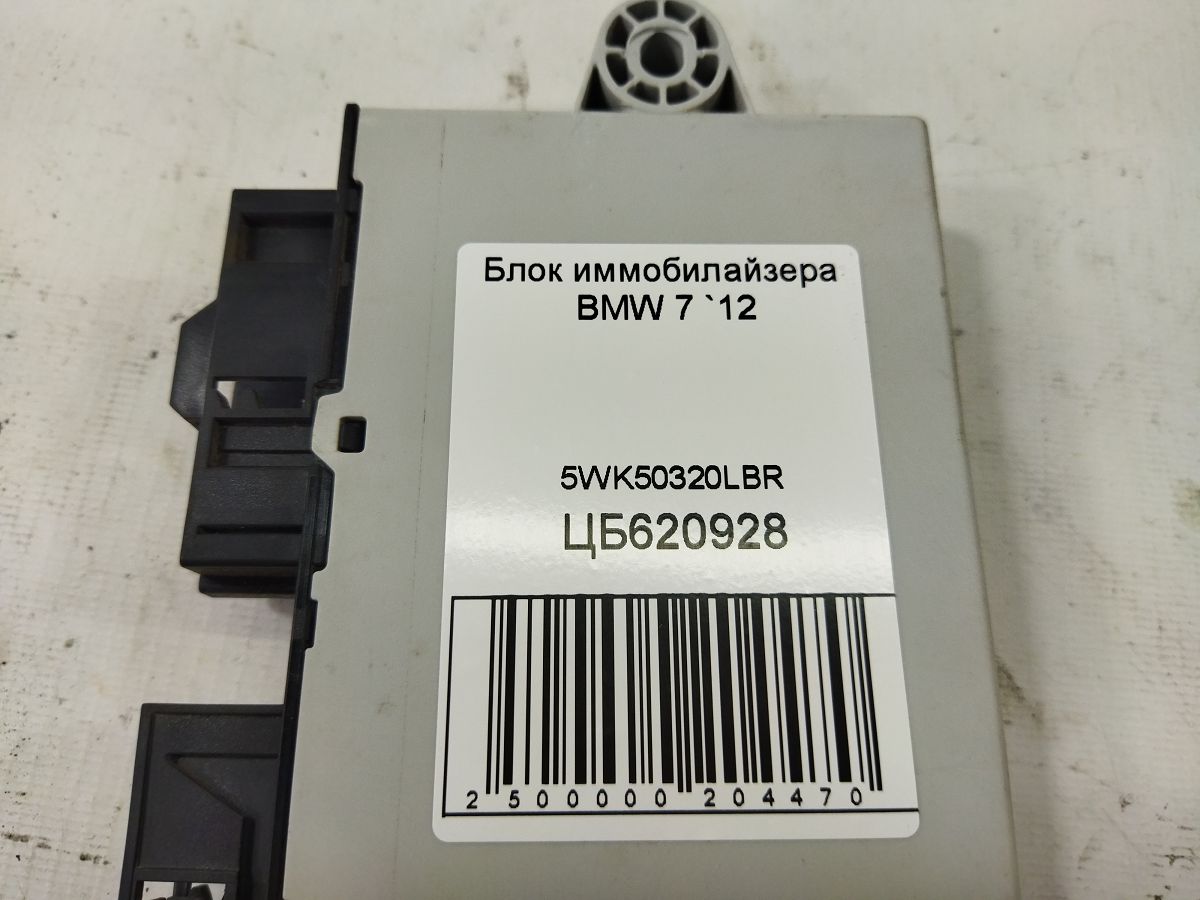 Блок иммобилайзера
BMW 7 `12
5WK50320LBR
ЦБ620928
2 500000 204470